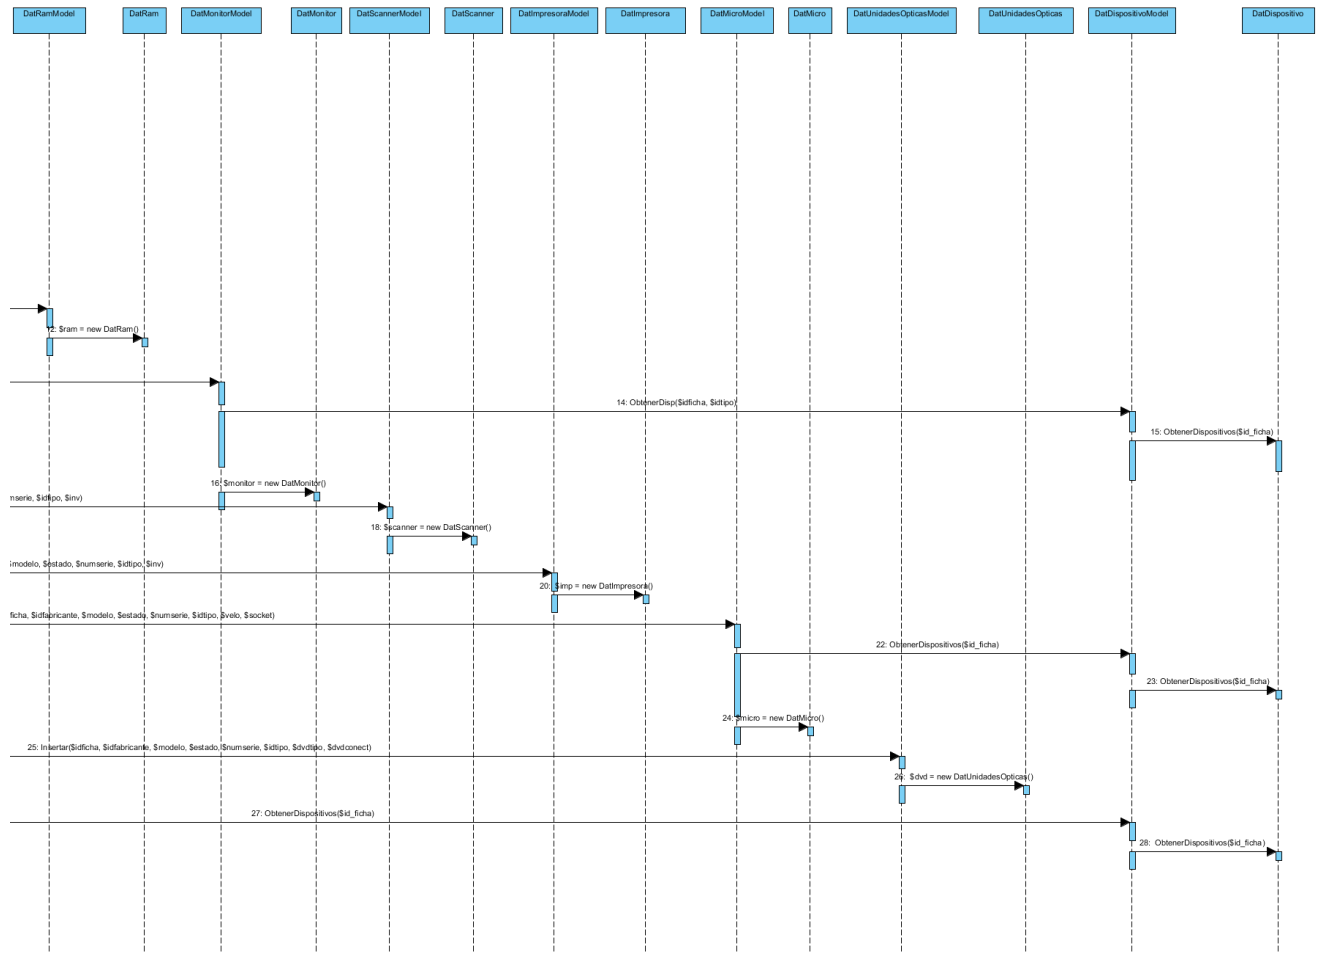 DatRamModel
DatRam
DatMonitorModel
DatMonitor
DatScannerModel
DatScanner
DatImpresoraModel
DatImpresora
DatMicroModel
DatMicro
DatUnidadesOpticasModel
DatUnidadesOpticas
DatDispositivoModel
DatDispositivo
12: $ram = new DatRam()
14: ObtenerDisp($idficha, $idtipo)
15: ObtenerDispositivos($id_ficha)
16: $monitor = new DatMonitor()
mserie, $idtipo, $inv)
18: $scanner = new DatScanner()
$modelo, $estado, $numserie, $idtipo, $inv)
20: $imp = new DatImpresora()
ficha, $idfabricante, $modelo, $estado, $numserie, $idtipo, $velo, $socket)
22: ObtenerDispositivos($id_ficha)
23: ObtenerDispositivos($id_ficha)
24: $micro = new DatMicro()
25: Insertar($idficha, $idfabricante, $modelo, $estado, $numserie, $idtipo, $dvdtipo, $dvdconect)
26: $dvd = new DatUnidadesOpticas()
27: ObtenerDispositivos($id_ficha)
28: ObtenerDispositivos($id_ficha)